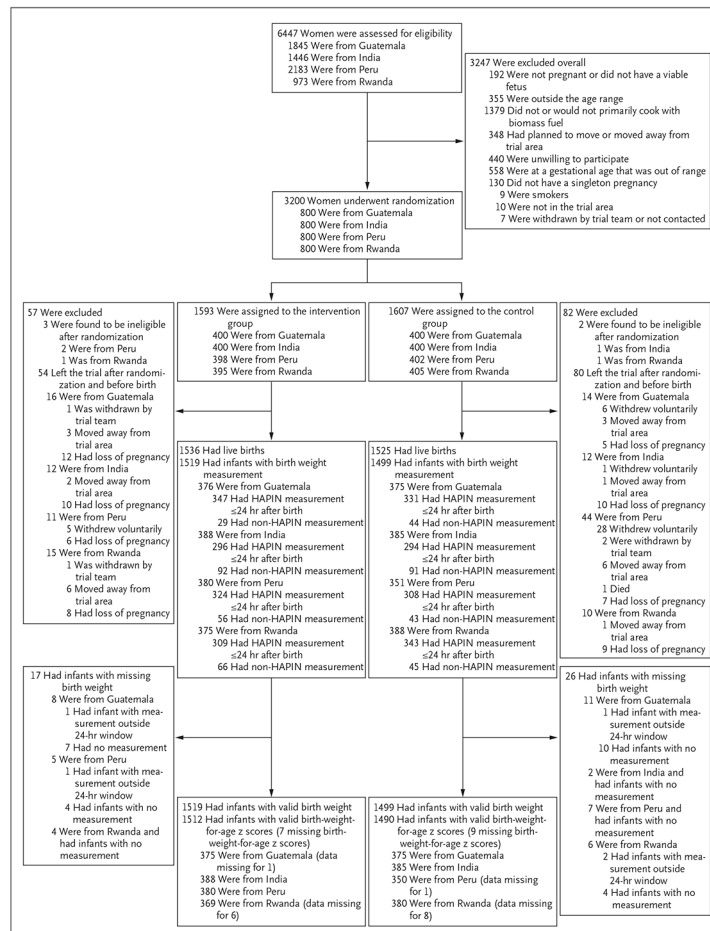 6447 Women were assessed for eligibility
1845 Were from Guatemala
1446 Were from India
2183 Were from Peru
973 Were from Rwanda
3247 Were excluded overall
192 Were not pregnant or did not have a viable
fetus
355 Were outside the age range
1379 Did not or would not primarily cook with
biomass fuel
348 Had planned to move or moved away from
trial area
440 Were unwilling to participate
558 Were at a gestational age that was out of range
130 Did not have a singleton pregnancy
9 Were smokers
10 Were not in the trial area
7 Were withdrawn by trial team or not contacted
3200 Women underwent randomization
800 Were from Guatemala
800 Were from India
800 Were from Peru
800 Were from Rwanda
57 Were excluded
3 Were found to be ineligible
after randomization
2 Were from Peru
1 Was from Rwanda
54 Left the trial after randomi-
zation and before birth
16 Were from Guatemala
1 Was withdrawn by
trial team
3 Moved away from
trial area
12 Had loss of pregnancy
12 Were from India
2 Moved away from
trial area
10 Had loss of pregnancy
11 Were from Peru
5 Withdrew voluntarily
6 Had loss of pregnancy
15 Were from Rwanda
1 Was withdrawn by
trial team
6 Moved away from
trial area
8 Had loss of pregnancy
1593 Were assigned to the intervention
group
400 Were from Guatemala
400 Were from India
398 Were from Peru
395 Were from Rwanda
1607 Were assigned to the control
group
400 Were from Guatemala
400 Were from India
402 Were from Peru
405 Were from Rwanda
82 Were excluded
2 Were found to be ineligible
after randomization
1 Was from India
1 Was from Rwanda
80 Left the trial after randomi-
zation and before birth
14 Were from Guatemala
6 Withdrew voluntarily
3 Moved away from
trial area
5 Had loss of pregnancy
12 Were from India
1 Withdrew voluntarily
1 Moved away from
trial area
10 Had loss of pregnancy
44 Were from Peru
28 Withdrew voluntarily
2 Were withdrawn by
trial team
6 Moved away from
trial area
1 Died
7 Had loss of pregnancy
10 Were from Rwanda
1 Moved away from
trial area
9 Had loss of pregnancy
1536 Had live births
1519 Had infants with birth weight
measurement
376 Were from Guatemala
347 Had HAPIN measurement
≤24 hr after birth
29 Had non-HAPIN measurement
388 Were from India
296 Had HAPIN measurement
≤24 hr after birth
92 Had non-HAPIN measurement
380 Were from Peru
324 Had HAPIN measurement
≤24 hr after birth
56 Had non-HAPIN measurement
375 Were from Rwanda
309 Had HAPIN measurement
≤24 hr after birth
66 Had non-HAPIN measurement
1525 Had live births
1499 Had infants with birth weight
measurement
375 Were from Guatemala
331 Had HAPIN measurement
≤24 hr after birth
44 Had non-HAPIN measurement
385 Were from India
294 Had HAPIN measurement
≤24 hr after birth
91 Had non-HAPIN measurement
351 Were from Peru
308 Had HAPIN measurement
≤24 hr after birth
43 Had non-HAPIN measurement
388 Were from Rwanda
343 Had HAPIN measurement
≤24 hr after birth
45 Had non-HAPIN measurement
17 Had infants with missing
birth weight
8 Were from Guatemala
1 Had infant with mea-
surement outside
24-hr window
7 Had no measurement
5 Were from Peru
1 Had infant with mea-
surement outside
24-hr window
4 Had infants with no
measurement
4 Were from Rwanda and
had infants with no
measurement
26 Had infants with missing
birth weight
11 Were from Guatemala
1 Had infant with mea-
surement outside
24-hr window
10 Had infants with no
measurement
2 Were from India and
had infants with no
measurement
7 Were from Peru and
had infants with no
measurement
6 Were from Rwanda
2 Had infants with mea-
surement outside
24-hr window
4 Had infants with no
measurement
1519 Had infants with valid birth weight
1512 Had infants with valid birth-weight-
for-age z scores (7 missing birth-
weight-for-age z scores)
375 Were from Guatemala (data
missing for 1)
388 Were from India
380 Were from Peru
369 Were from Rwanda (data missing
for 6)
1499 Had infants with valid birth weight
1490 Had infants with valid birth-weight-
for-age z scores (9 missing birth-
weight-for-age z scores)
375 Were from Guatemala
385 Were from India
350 Were from Peru (data missing
for 1)
380 Were from Rwanda (data missing
for 8)